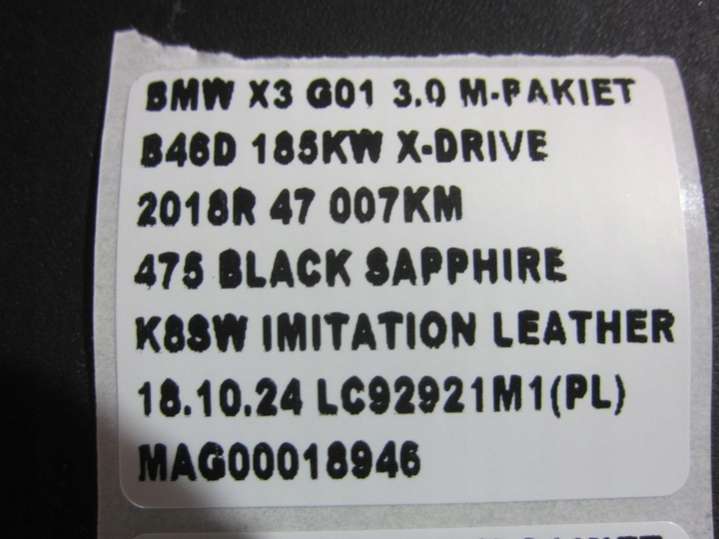 BMW X3 G01 3.0 M-PAKIET
B46D 185KW X-DRIVE
2018R 47 007KM
475 BLACK SAPPHIRE
K8SW IMITATION LEATHER
18.10.24 LC92921M1(PL)
MAG00018946